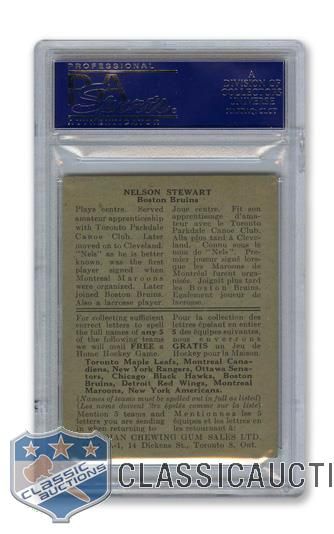 PROFESSIONAL
PSA
A
DIVISION OF
COLLECTORS
UNIVERSE
NELSON STEWART
Boston Bruins
Plays centre. Served
amateur apprenticeship
with Toronto Parkdale
Canoe Club. Later
moved on to Cleveland.
"Nels" as he is better
known, was the first
player signed when
Montreal Maroons
were organized. Later
joined Boston Bruins.
Also a lacrosse player.
Joue centre. Fit son
apprentissage d'ama-
teur avec le Toronto
Parkdale Canoe Club.
Alla plus tard à Cleve-
land. Connu sous le
nom de "Nels". Pre-
mier joueur signé lors-
que les Maroons de
Montréal furent organi-
sés. Joignit plus tard
les Boston Bruins.
Egalement joueur de
lacrosse.
For collecting sufficient
correct letters to spell
the full names of any 5
of the following teams
we will mail FREE a
Home Hockey Game.
Pour la collection des
lettres épelant en entier
5 des équipes suivantes,
nous enverrons
GRATIS un Jeu de
Hockey pour la Maison.
Toronto Maple Leafs, Montreal Cana-
diens, New York Rangers, Ottawa Sena-
tors, Chicago Black Hawks, Boston
Bruins, Detroit Red Wings, Montreal
Maroons, New York Americans.
(Names of teams must be spelled out in full as listed)
(Les noms doivent être épelés comme sur la liste)
Mention 5 teams and
letters you are sending
when returning to
Mentionnez les 5
équipes et lettres en
les retournant à:
CHEWING GUM SALES LTD.
14 Dickens St., Toronto 8, Ont.
CLASSIC
AUCTIONS
CLASSICAUCTI